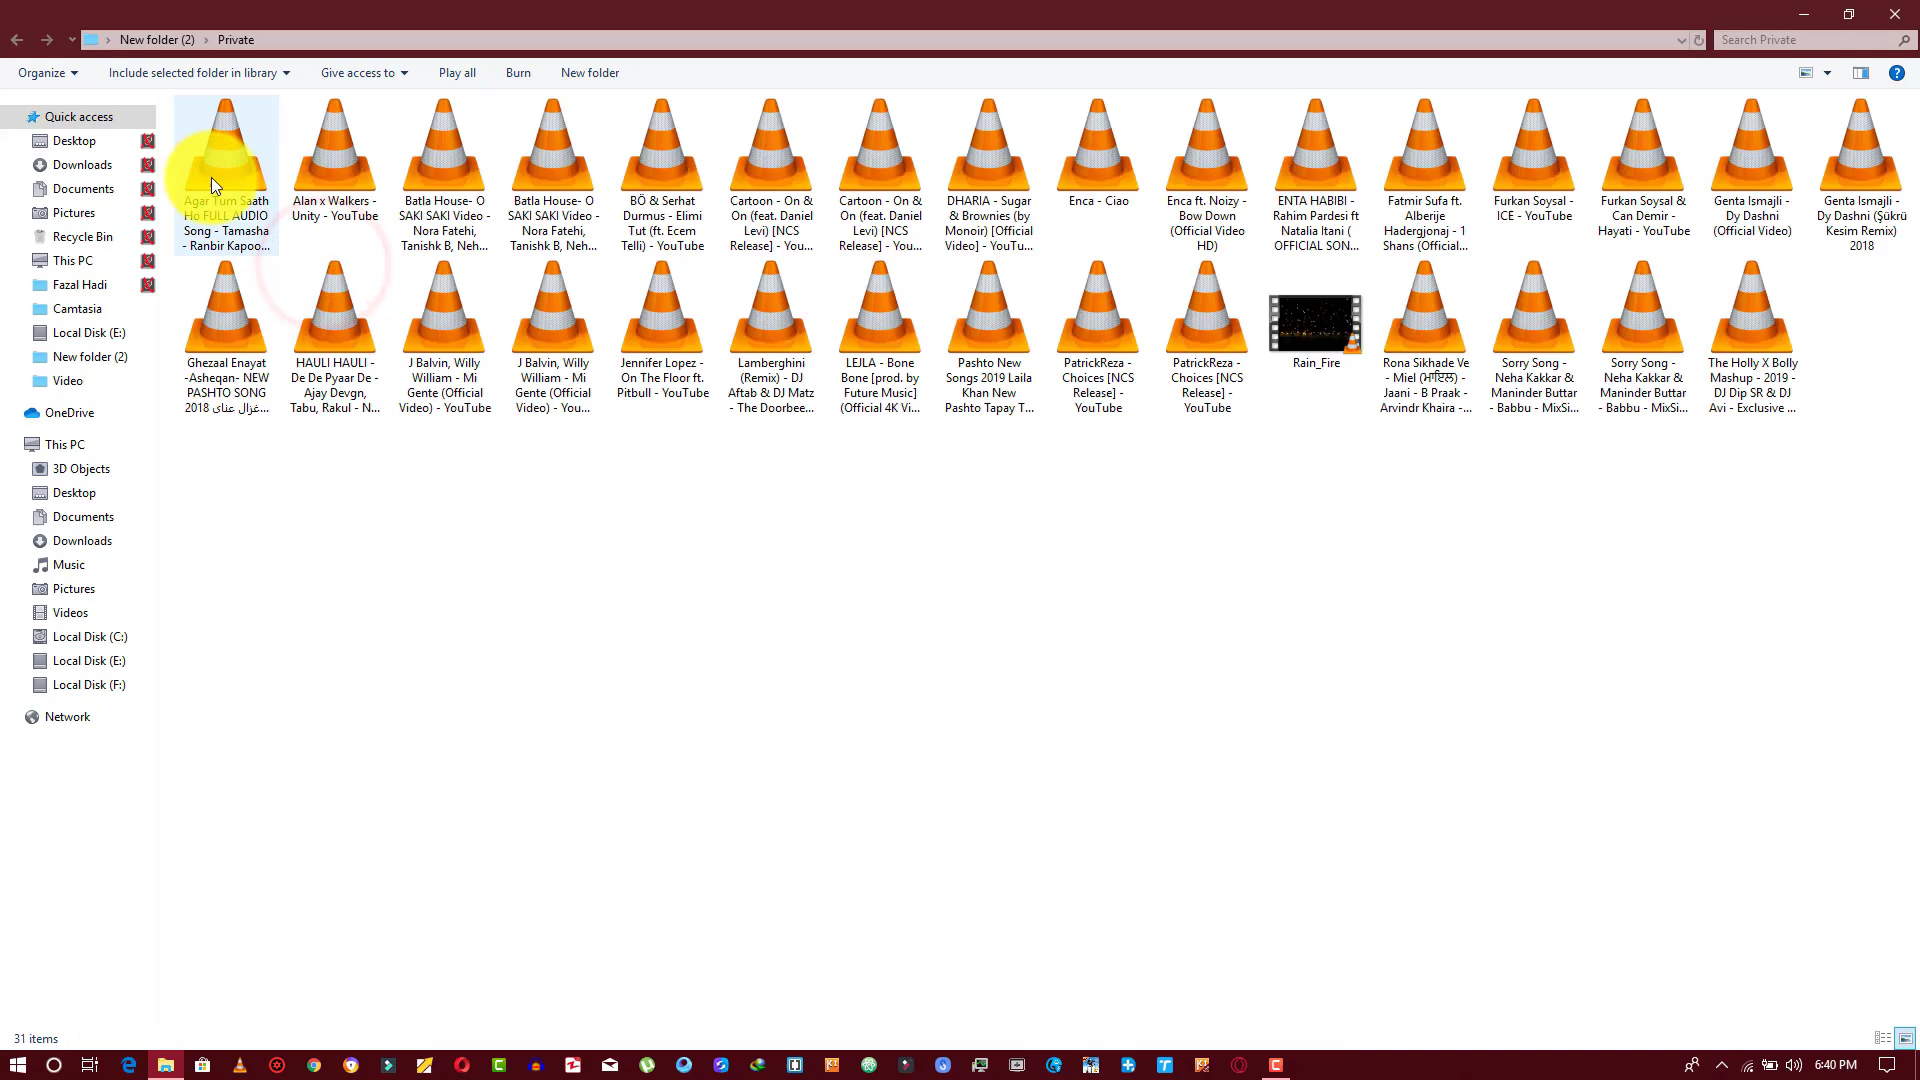 New folder (2) › Private
Search Private
Organize
Include selected folder in library
Give access to
Play all
Burn
New folder
Quick access
Desktop
Downloads
Documents
Pictures
Recycle Bin
This PC
Fazal Hadi
Camtasia
Local Disk (E:)
New folder (2)
Video
OneDrive
This PC
3D Objects
Desktop
Documents
Downloads
Music
Pictures
Videos
Local Disk (C:)
Local Disk (E:)
Local Disk (F:)
Network
Agar Tum Saath
Ho FULL AUDIO
Song - Tamasha
- Ranbir Kapoo...
Alan x Walkers -
Unity - YouTube
Batla House- O
SAKI SAKI Video -
Nora Fatehi,
Tanishk B, Neh...
Batla House- O
SAKI SAKI Video -
Nora Fatehi,
Tanishk B, Neh...
BÖ & Serhat
Durmus - Elimi
Tut (ft. Ecem
Telli) - YouTube
Cartoon - On &
On (feat. Daniel
Levi) [NCS
Release] - You...
Cartoon - On &
On (feat. Daniel
Levi) [NCS
Release] - You...
DHARIA - Sugar
& Brownies (by
Monoir) [Official
Video] - YouTu...
Enca - Ciao
Enca ft. Noizy -
Bow Down
(Official Video
HD)
ENTA HABIBI -
Rahim Pardesi ft
Natalia Itani (
OFFICIAL SON...
Fatmir Sufa ft.
Alberije
Hadergjonaj - 1
Shans (Official...
Furkan Soysal -
ICE - YouTube
Furkan Soysal &
Can Demir -
Hayati - YouTube
Genta Ismajli -
Dy Dashni
(Official Video)
Genta Ismajli -
Dy Dashni (Şükrü
Kesim Remix)
2018
Ghezaal Enayat
-Asheqan- NEW
PASHTO SONG
2018 غزال عنای...
HAULI HAULI -
De De Pyaar De -
Ajay Devgn,
Tabu, Rakul - N...
J Balvin, Willy
William - Mi
Gente (Official
Video) - YouTube
J Balvin, Willy
William - Mi
Gente (Official
Video) - You...
Jennifer Lopez -
On The Floor ft.
Pitbull - YouTube
Lamberghini
(Remix) - DJ
Aftab & DJ Matz
- The Doorbee...
LEJLA - Bone
Bone [prod. by
Future Music]
(Official 4K Vi...
Pashto New
Songs 2019 Laila
Khan New
Pashto Tapay T...
PatrickReza -
Choices [NCS
Release] -
YouTube
PatrickReza -
Choices [NCS
Release] -
YouTube
Rain_Fire
Rona Sikhade Ve
- Miel (ਮਾਇਲ) -
Jaani - B Praak -
Arvindr Khaira -...
Sorry Song -
Neha Kakkar &
Maninder Buttar
- Babbu - MixSi...
Sorry Song -
Neha Kakkar &
Maninder Buttar
- Babbu - MixSi...
The Holly X Bolly
Mashup - 2019 -
DJ Dip SR & DJ
Avi - Exclusive ...
31 items
6:40 PM